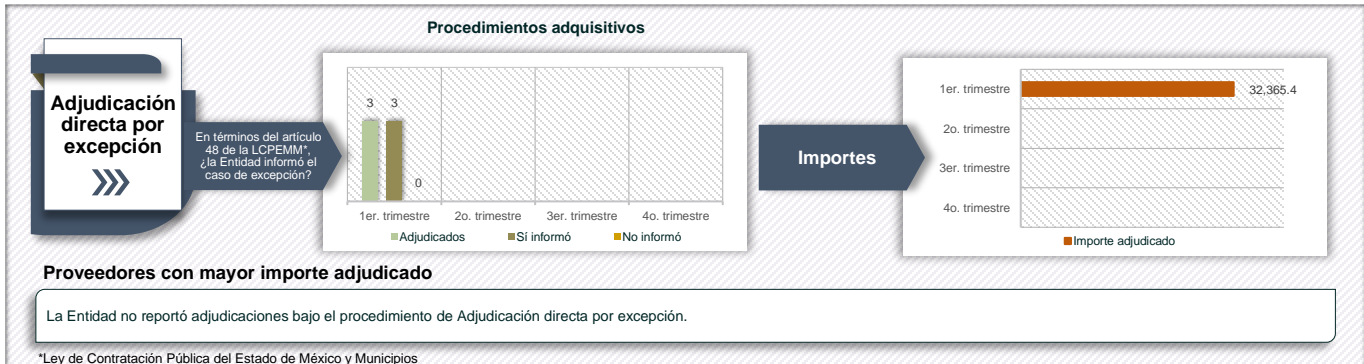 Procedimientos adquisitivos
Adjudicación
directa por
excepción
En términos del artículo
48 de la LCPEMM*,
¿la Entidad informó el
caso de excepción?
3 3
0
1er. trimestre 2o. trimestre 3er. trimestre 4o. trimestre
Adjudicados Sí informó No informó
Importes
1er. trimestre 32,365.4
2o. trimestre
3er. trimestre
4o. trimestre
Importe adjudicado
Proveedores con mayor importe adjudicado
La Entidad no reportó adjudicaciones bajo el procedimiento de Adjudicación directa por excepción.
*Ley de Contratación Pública del Estado de México y Municipios